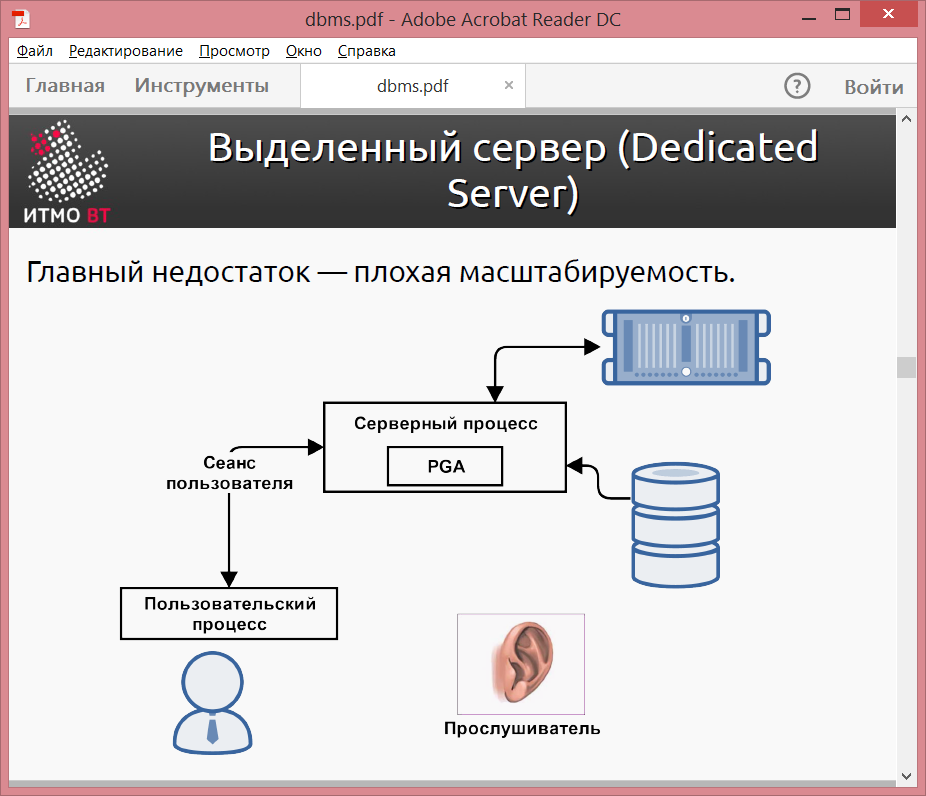 dbms.pdf - Adobe Acrobat Reader DC
Файл Редактирование Просмотр Окно Справка
Главная Инструменты dbms.pdf × ? Войти
Выделенный сервер (Dedicated
Server)
ИТМО ВТ
Главный недостаток — плохая масштабируемость.
Серверный процесс
PGA
Сеанс
пользователя
Пользовательский
процесс
Прослушиватель